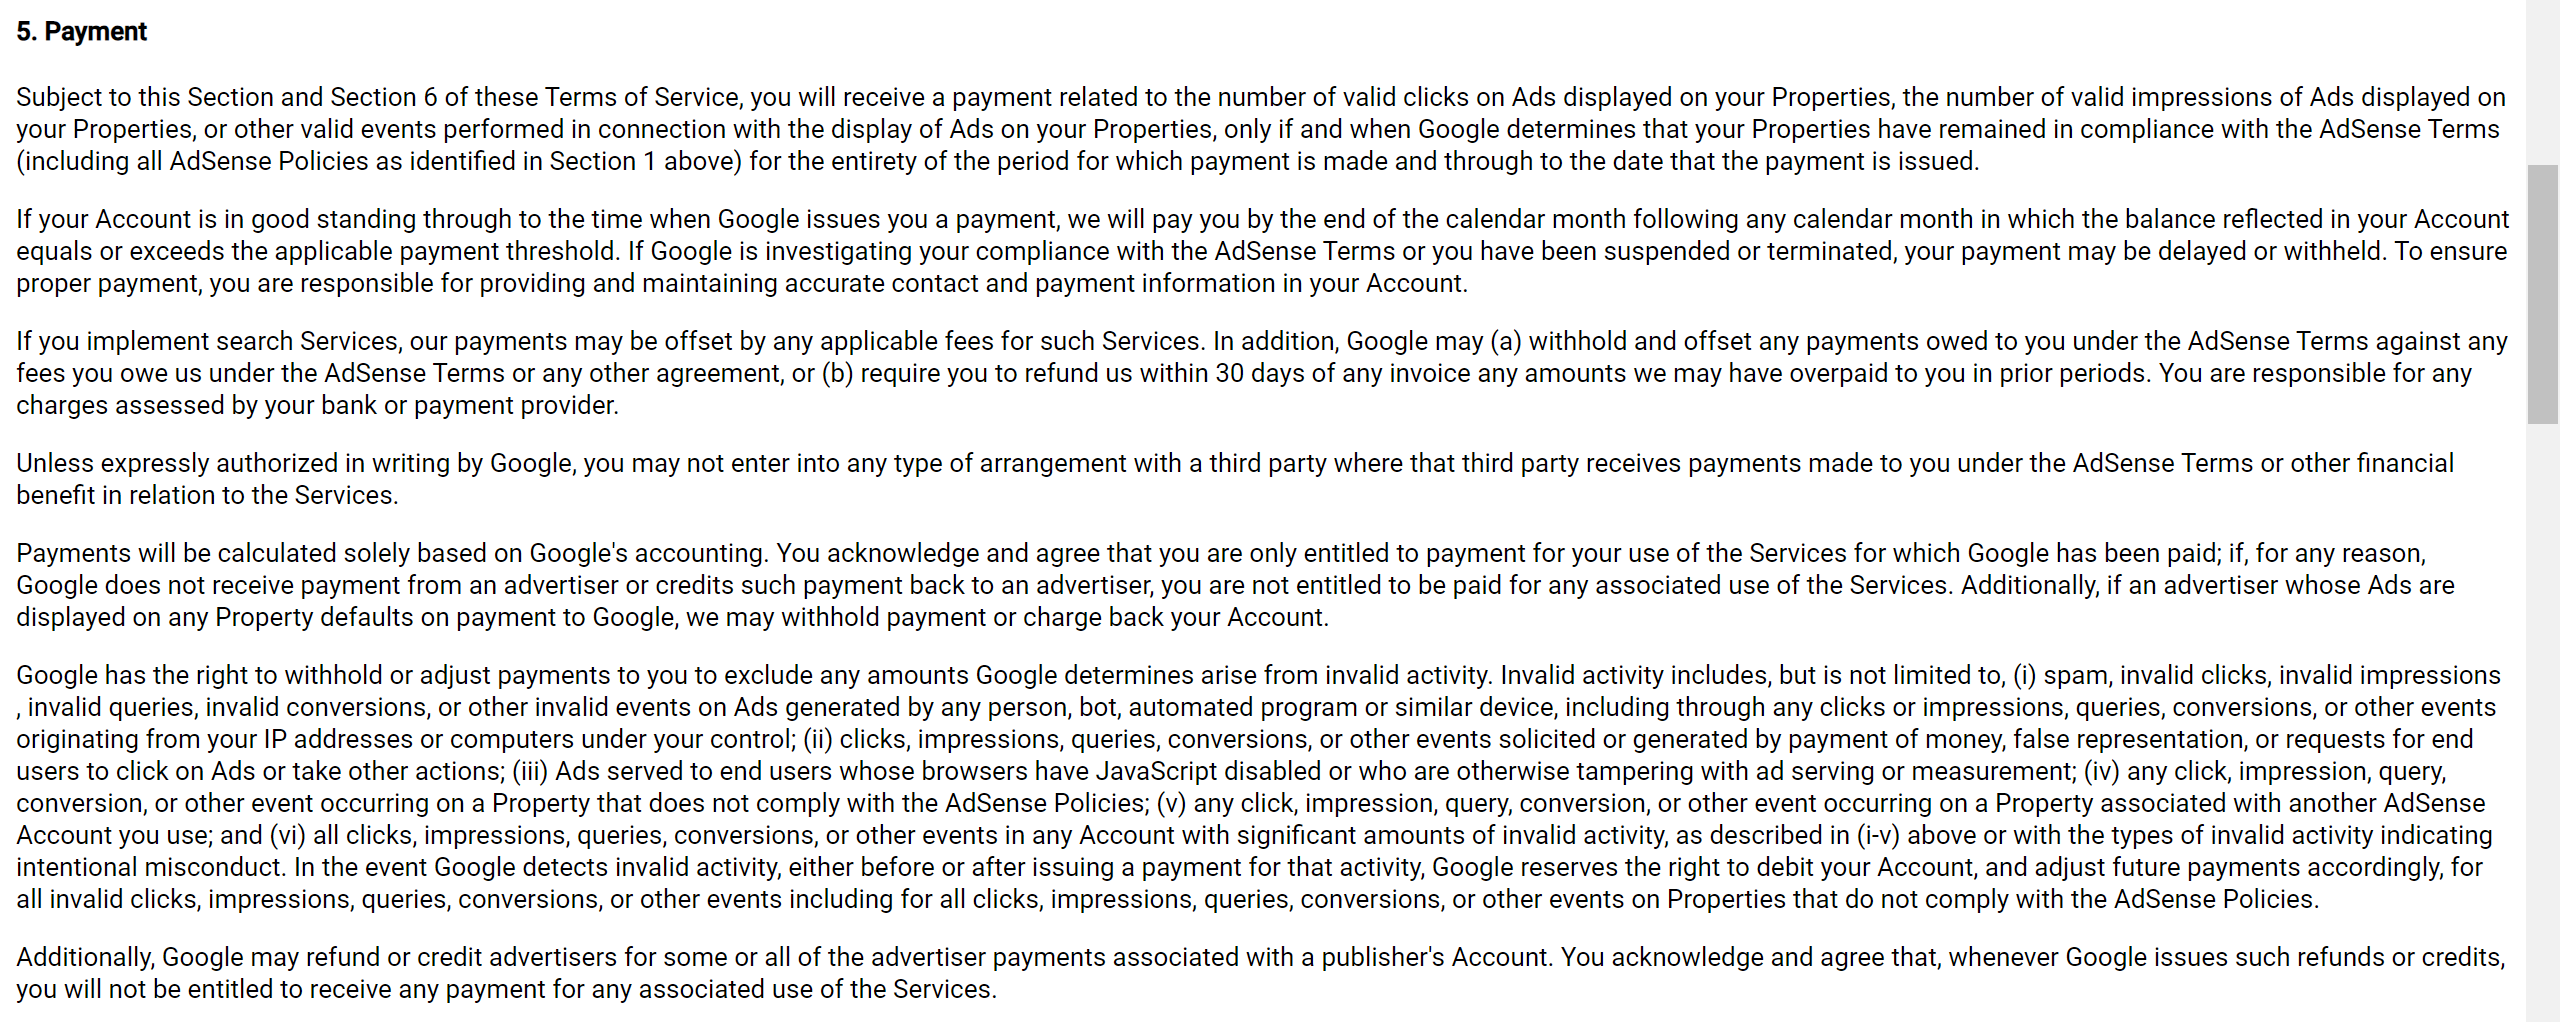 5. Payment
Subject to this Section and Section 6 of these Terms of Service, you will receive a payment related to the number of valid clicks on Ads displayed on your Properties, the number of valid impressions of Ads displayed on
your Properties, or other valid events performed in connection with the display of Ads on your Properties, only if and when Google determines that your Properties have remained in compliance with the AdSense Terms
(including all AdSense Policies as identified in Section 1 above) for the entirety of the period for which payment is made and through to the date that the payment is issued.
If your Account is in good standing through to the time when Google issues you a payment, we will pay you by the end of the calendar month following any calendar month in which the balance reflected in your Account
equals or exceeds the applicable payment threshold. If Google is investigating your compliance with the AdSense Terms or you have been suspended or terminated, your payment may be delayed or withheld. To ensure
proper payment, you are responsible for providing and maintaining accurate contact and payment information in your Account.
If you implement search Services, our payments may be offset by any applicable fees for such Services. In addition, Google may (a) withhold and offset any payments owed to you under the AdSense Terms against any
fees you owe us under the AdSense Terms or any other agreement, or (b) require you to refund us within 30 days of any invoice any amounts we may have overpaid to you in prior periods. You are responsible for any
charges assessed by your bank or payment provider.
Unless expressly authorized in writing by Google, you may not enter into any type of arrangement with a third party where that third party receives payments made to you under the AdSense Terms or other financial
benefit in relation to the Services.
Payments will be calculated solely based on Google's accounting. You acknowledge and agree that you are only entitled to payment for your use of the Services for which Google has been paid; if, for any reason,
Google does not receive payment from an advertiser or credits such payment back to an advertiser, you are not entitled to be paid for any associated use of the Services. Additionally, if an advertiser whose Ads are
displayed on any Property defaults on payment to Google, we may withhold payment or charge back your Account.
Google has the right to withhold or adjust payments to you to exclude any amounts Google determines arise from invalid activity. Invalid activity includes, but is not limited to, (i) spam, invalid clicks, invalid impressions
, invalid queries, invalid conversions, or other invalid events on Ads generated by any person, bot, automated program or similar device, including through any clicks or impressions, queries, conversions, or other events
originating from your IP addresses or computers under your control; (ii) clicks, impressions, queries, conversions, or other events solicited or generated by payment of money, false representation, or requests for end
users to click on Ads or take other actions; (iii) Ads served to end users whose browsers have JavaScript disabled or who are otherwise tampering with ad serving or measurement; (iv) any click, impression, query,
conversion, or other event occurring on a Property that does not comply with the AdSense Policies; (v) any click, impression, query, conversion, or other event occurring on a Property associated with another AdSense
Account you use; and (vi) all clicks, impressions, queries, conversions, or other events in any Account with significant amounts of invalid activity, as described in (i-v) above or with the types of invalid activity indicating
intentional misconduct. In the event Google detects invalid activity, either before or after issuing a payment for that activity, Google reserves the right to debit your Account, and adjust future payments accordingly, for
all invalid clicks, impressions, queries, conversions, or other events including for all clicks, impressions, queries, conversions, or other events on Properties that do not comply with the AdSense Policies.
Additionally, Google may refund or credit advertisers for some or all of the advertiser payments associated with a publisher's Account. You acknowledge and agree that, whenever Google issues such refunds or credits,
you will not be entitled to receive any payment for any associated use of the Services.